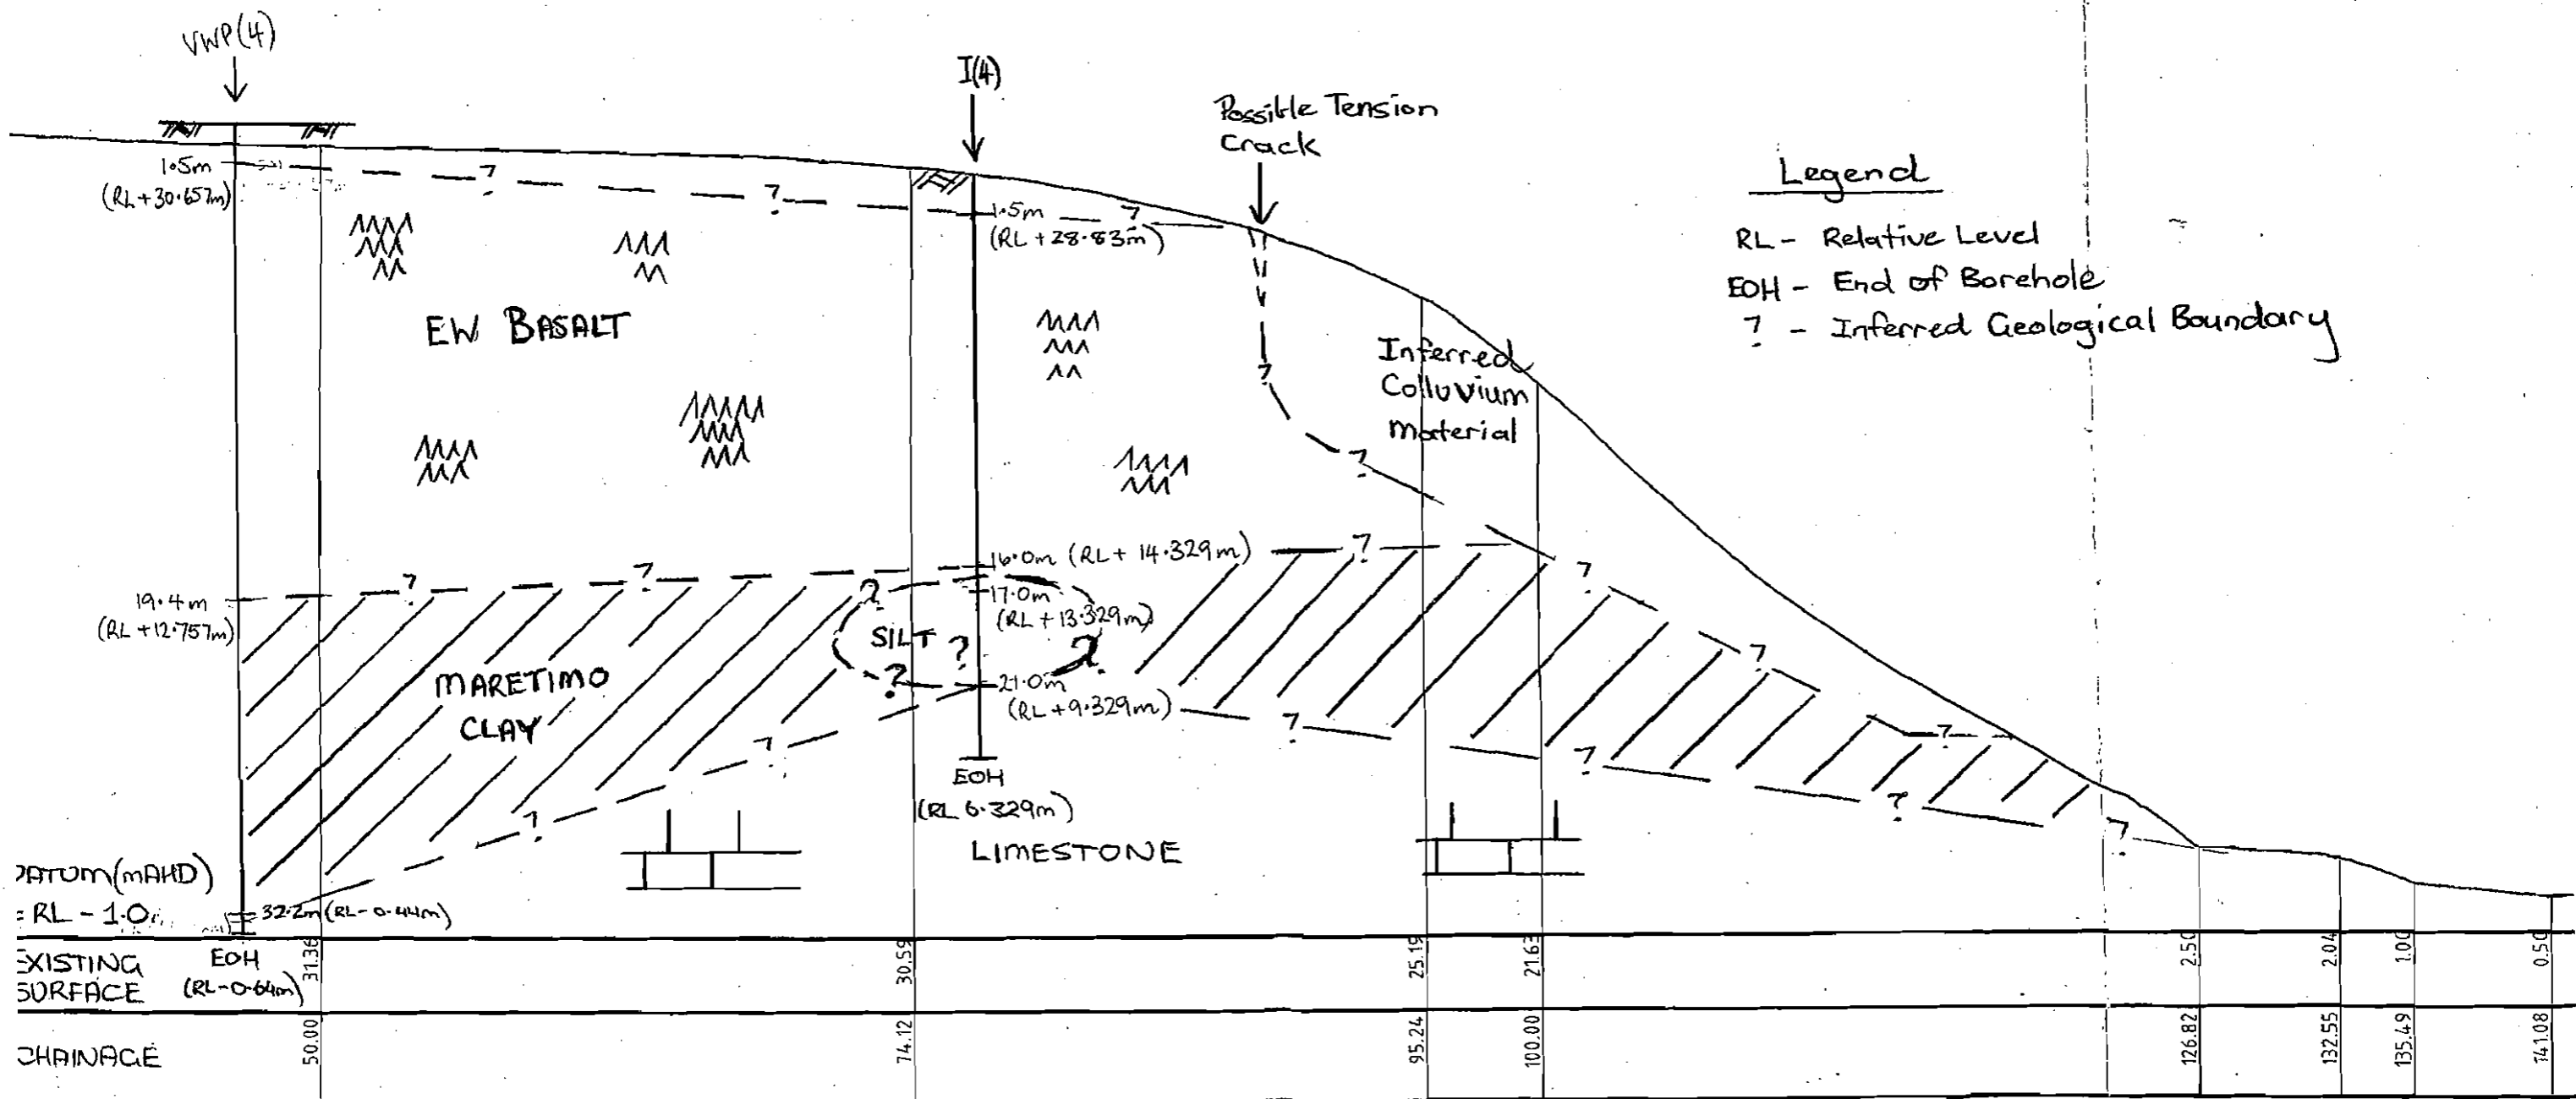 VWP(4)
I(4)
Possible Tension
Crack
Legend
RL - Relative Level
EOH - End of Borehole
? - Inferred Geological Boundary
1.5m
(RL+30.657m)
?
?
1.5m
?
(RL+28.83m)
EW BASALT
?
?
Inferred
Colluvium
Material
16.0m (RL+ 14.329m)
?
?
?
?
?
17.0m
(RL+13.329m)
19.4m
(RL+12.757m)
SILT
?
?
?
21.0m
(RL+9.329m)
MARETIMO
CLAY
?
?
?
?
?
?
?
?
EOH
(RL 6.329m)
LIMESTONE
DATUM(mAHD)
=RL-1.0
32.2m(RL-0.44m)
EXISTING
SURFACE
EOH
(RL-0.64m)
31.36
30.59
25.19
21.63
2.50
2.04
1.00
0.50
CHAINAGE
50.00
74.12
95.24
100.00
126.82
132.55
135.49
141.08